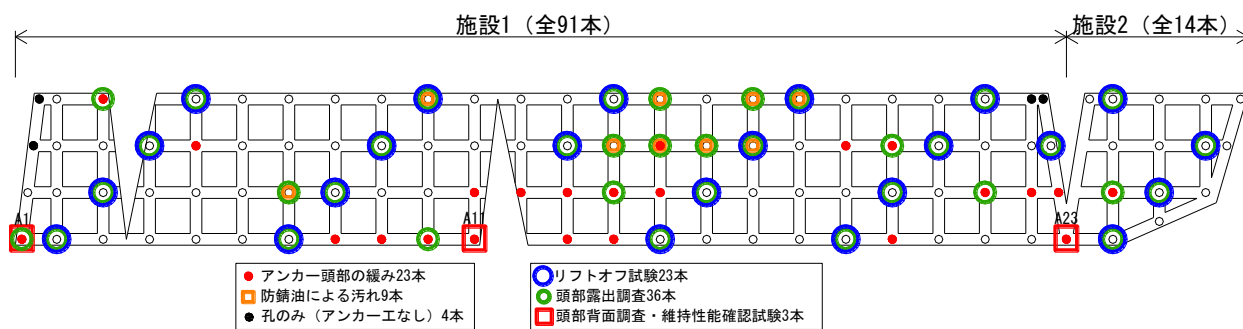 施設1（全91本）
施設2（全14本）
A1
A11
A23
アンカー頭部の緩み23本
防錆油による汚れ9本
孔のみ（アンカー工なし）4本
リフトオフ試験23本
頭部露出調査36本
頭部背面調査・維持性能確認試験3本